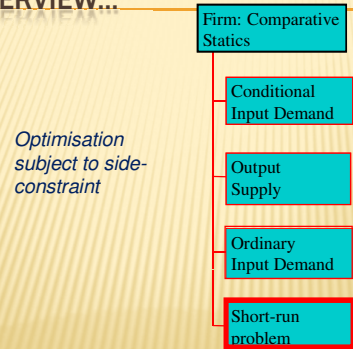 Firm: Comparative
Statics
Conditional
Input Demand
Optimisation
subject to side-
constraint
Output
Supply
Ordinary
Input Demand
Short-run
problem